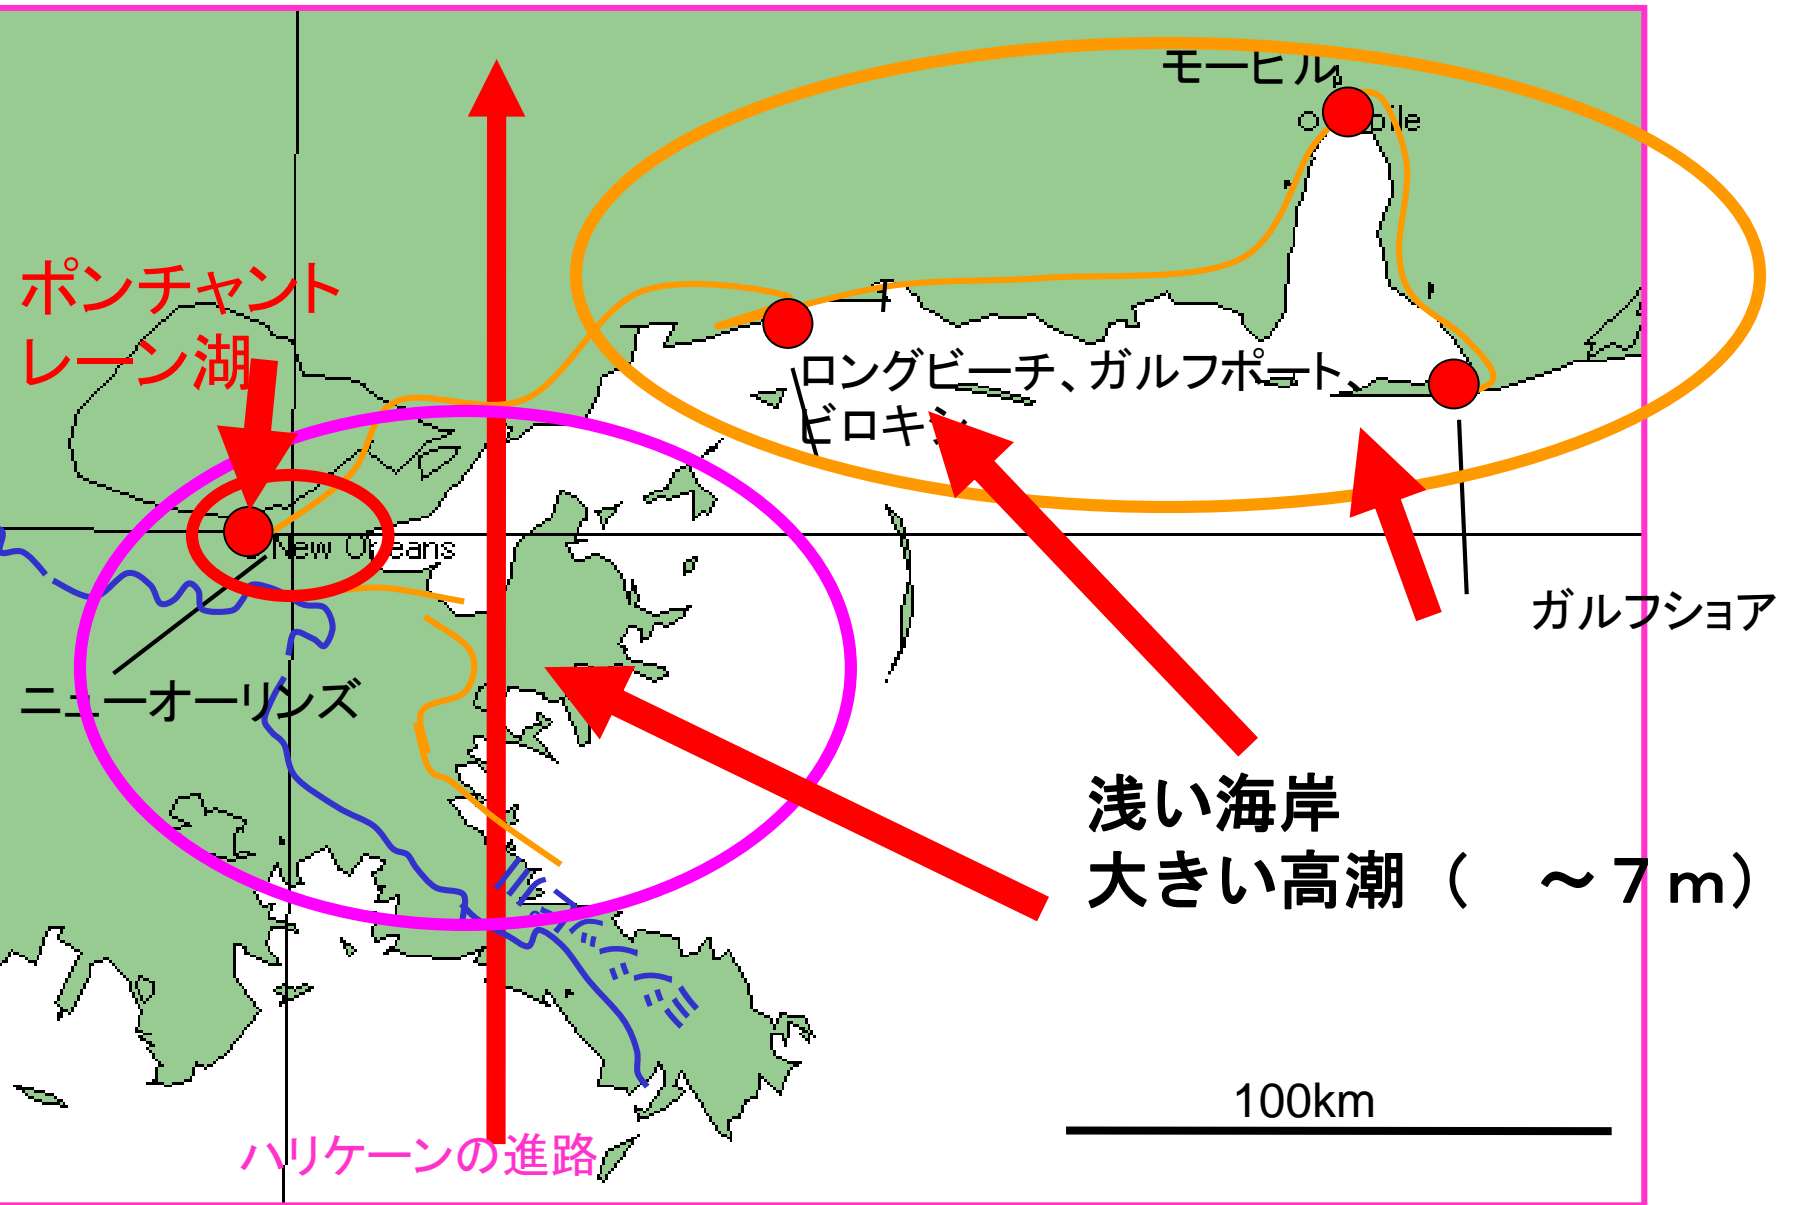 モービル
ポンチャント
レーン湖
ロングビーチ、ガルフポート、
ビロキシ
New Orleans
ガルフショア
ニューオーリンズ
浅い海岸
大きい高潮（　～７ｍ）
100km
ハリケーンの進路